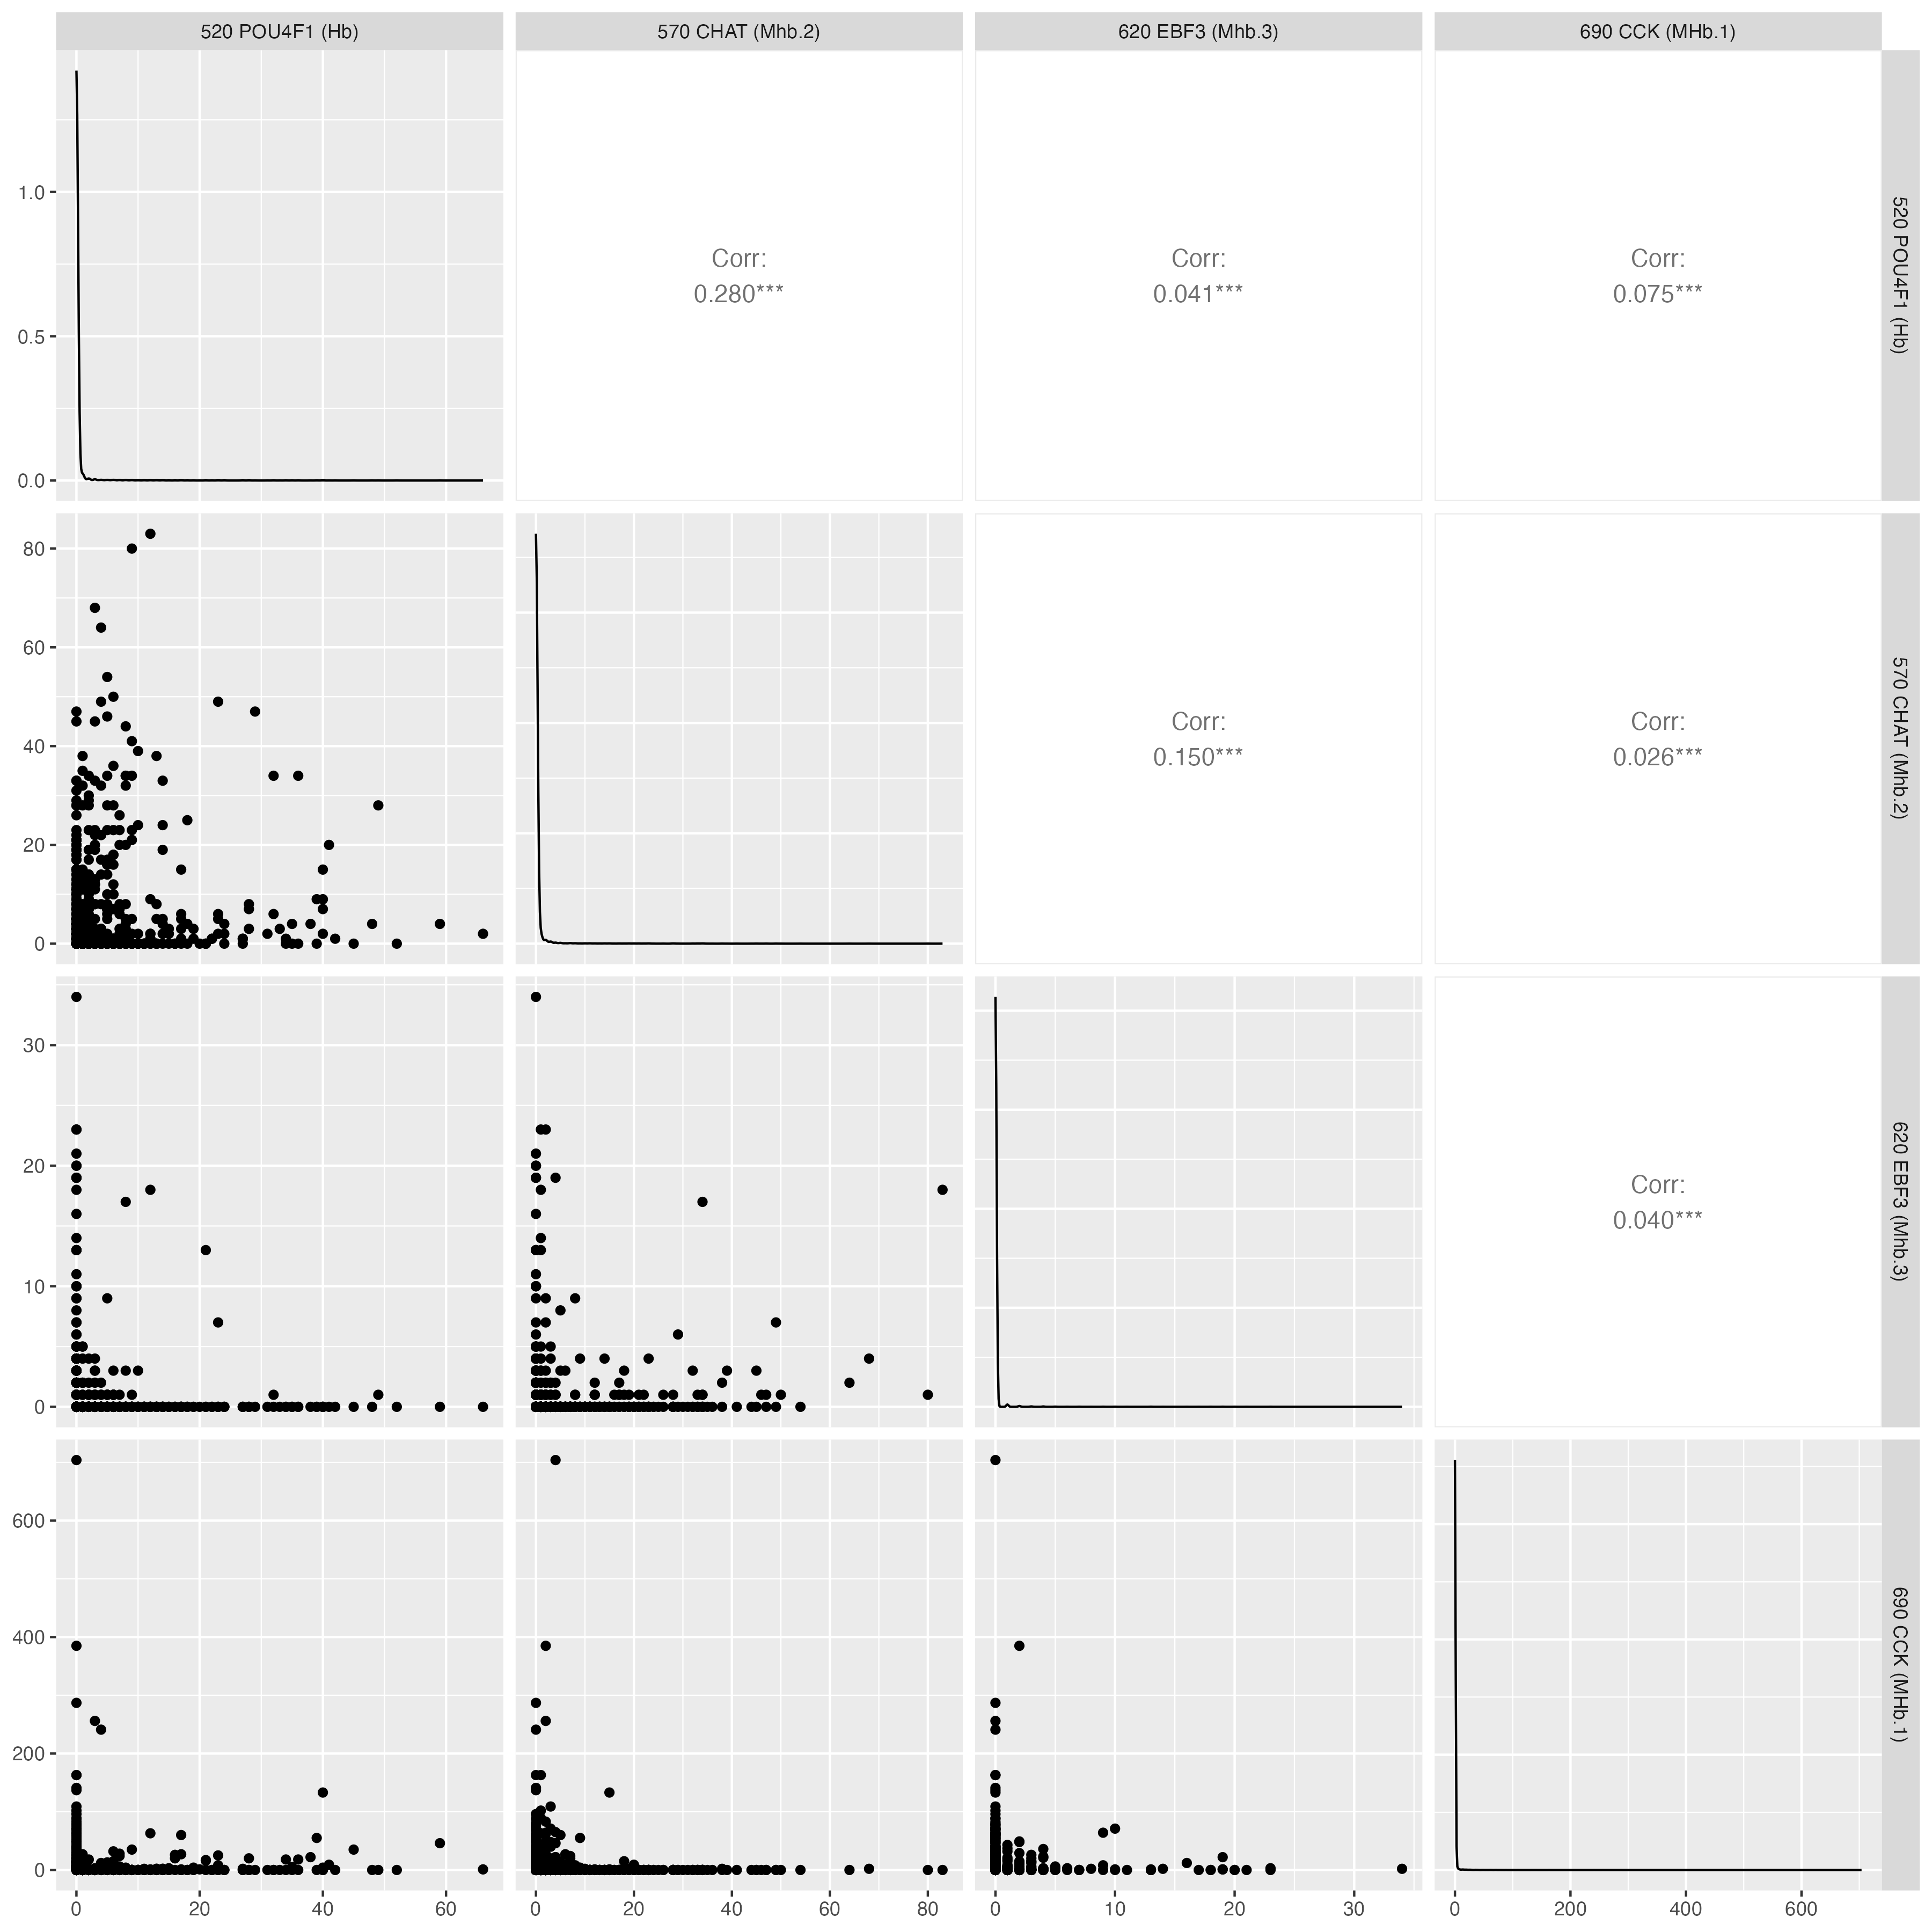 520 POU4F1 (Hb)
570 CHAT (Mhb.2)
620 EBF3 (Mhb.3)
690 CCK (MHb.1)
1.0
0.5
0.0
Corr:
0.280***
Corr:
0.041***
Corr:
0.075***
520 POU4F1 (Hb)
80
60
40
20
0
Corr:
0.150***
Corr:
0.026***
570 CHAT (Mhb.2)
30
20
10
0
Corr:
0.040***
620 EBF3 (Mhb.3)
600
400
200
0
690 CCK (MHb.1)
0 20 40 60
0 20 40 60 80
0 10 20 30
0 200 400 600